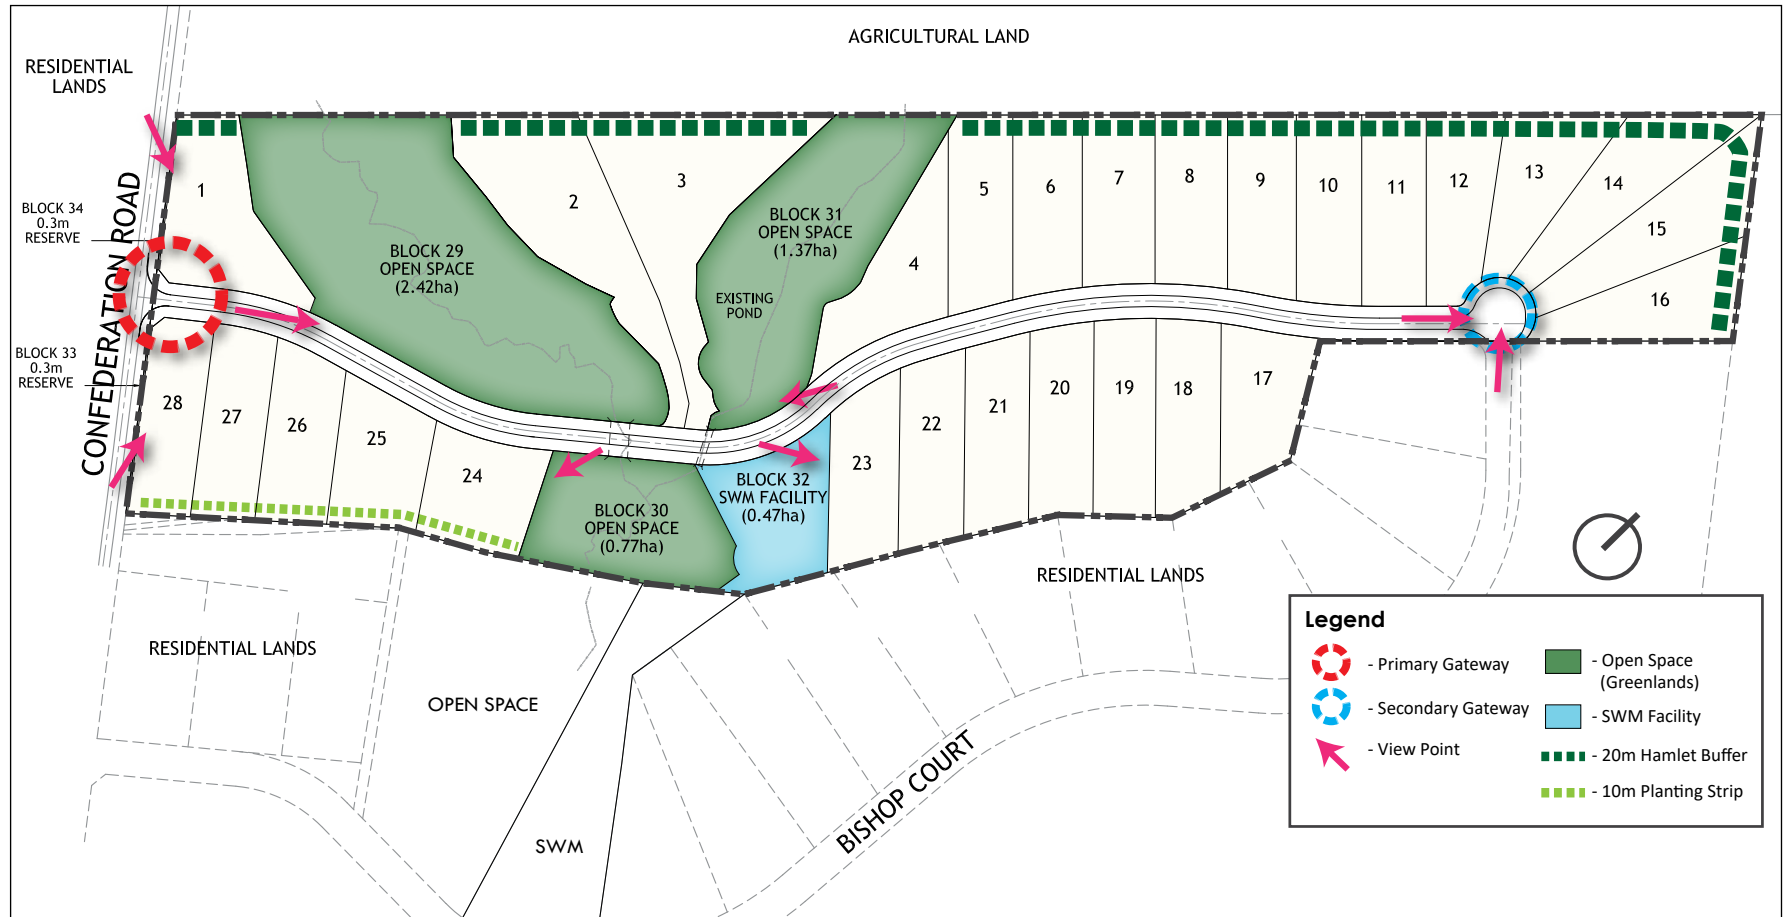 AGRICULTURAL LAND
RESIDENTIAL
LANDS
BLOCK 34
0.3m
RESERVE
CONFEDERATION ROAD
BLOCK 33
0.3m
RESERVE
1
BLOCK 29
OPEN SPACE
(2.42ha)
2
3
BLOCK 31
OPEN SPACE
(1.37ha)
EXISTING
POND
4
5
6
7
8
9
10
11
12
13
14
15
16
28
27
26
25
24
BLOCK 30
OPEN SPACE
(0.77ha)
BLOCK 32
SWM FACILITY
(0.47ha)
23
22
21
20
19
18
17
RESIDENTIAL LANDS
RESIDENTIAL LANDS
OPEN SPACE
SWM
BISHOP COURT
Legend
- Primary Gateway
- Secondary Gateway
- View Point
- Open Space
(Greenlands)
- SWM Facility
- 20m Hamlet Buffer
- 10m Planting Strip